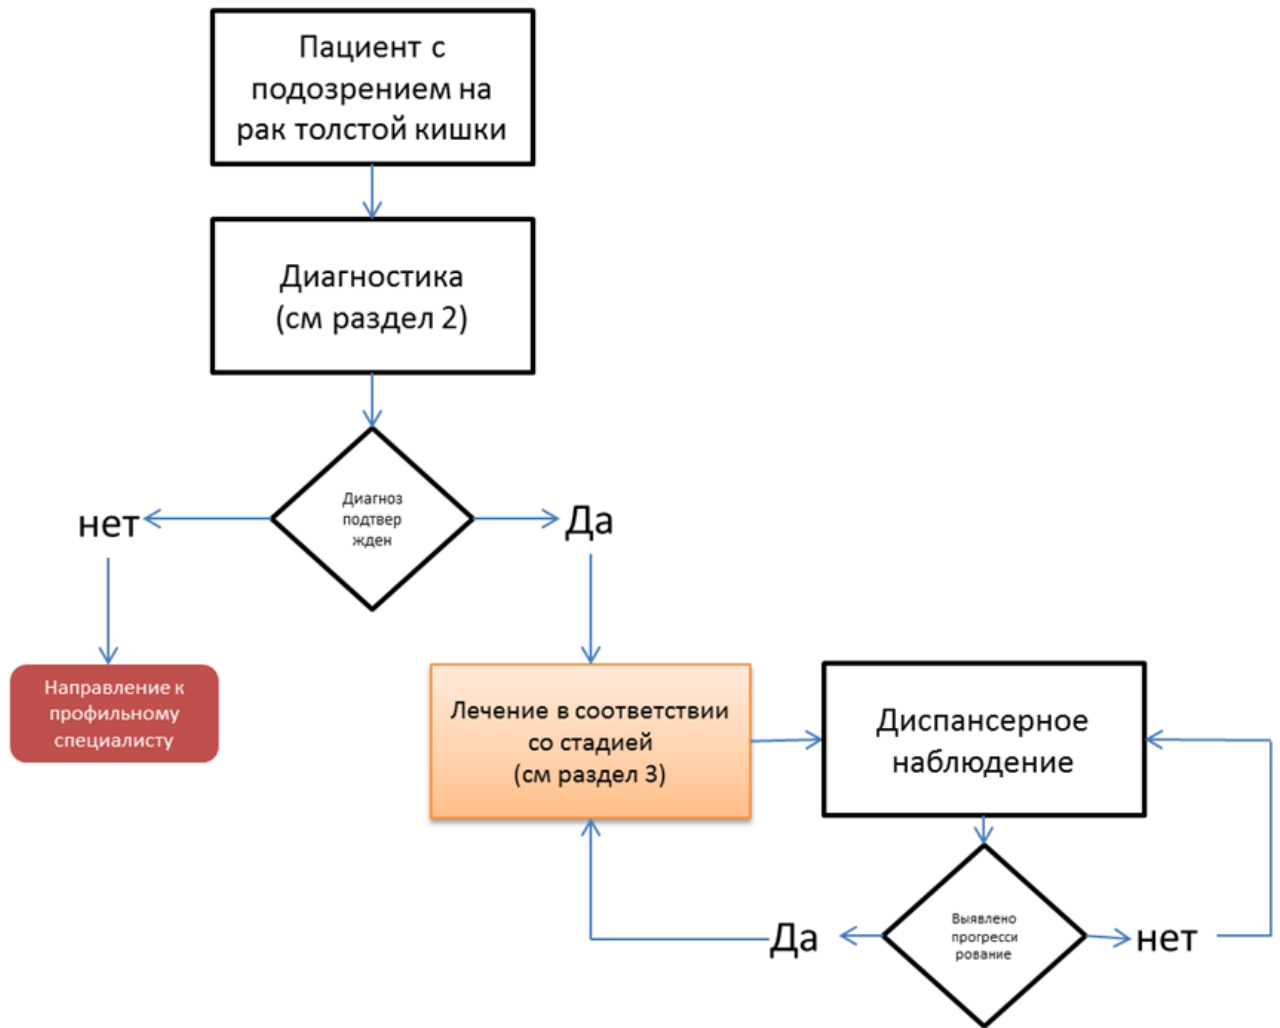 Пациент с
подозрением на
рак толстой кишки
Диагностика
(см раздел 2)
Диагноз
подтвер
жден
нет
Да
Направление к
профильному
специалисту
Лечение в соответствии
со стадией
(см раздел 3)
Диспансерное
наблюдение
Выявлено
прогресси
рование
Да
нет